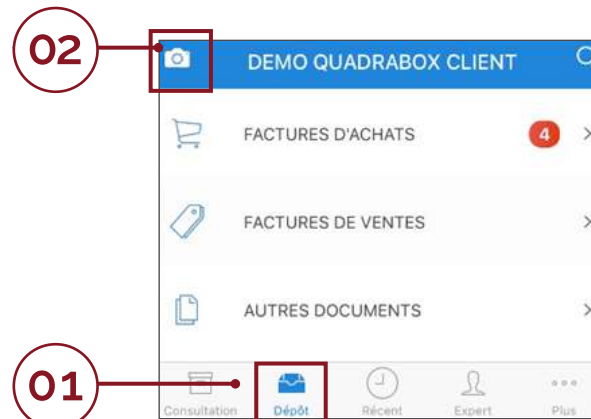 02
DEMO QUADRABOX CLIENT
FACTURES D'ACHATS 4
FACTURES DE VENTES
AUTRES DOCUMENTS
01
Consultation Dépôt Récent Expert Plus